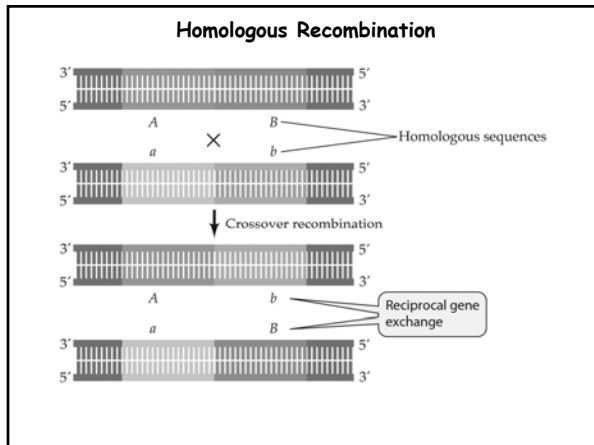 Homologous Recombination
3′ 5′
5′ 3′
A B
×
Homologous sequences
a b
3′ 5′
5′ 3′
Crossover recombination
3′ 5′
5′ 3′
A b
Reciprocal gene
exchange
a B
3′ 5′
5′ 3′